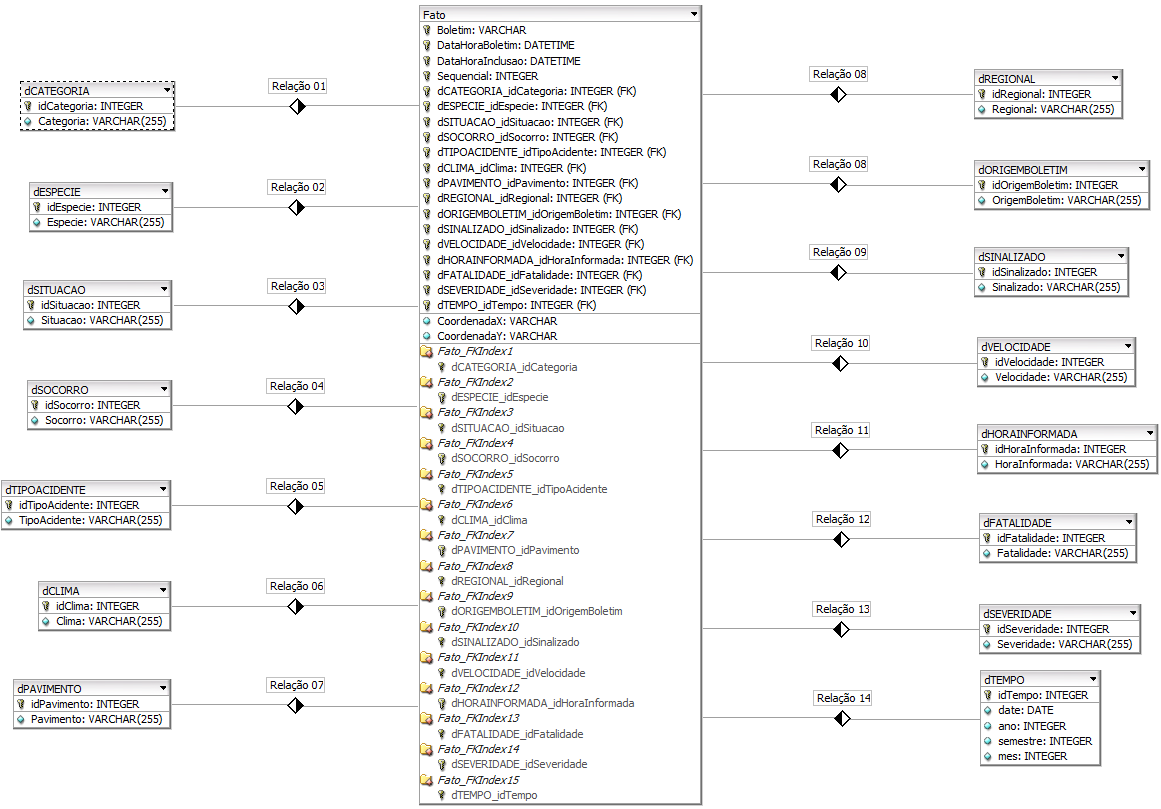 dCATEGORIA
idCategoria: INTEGER
Categoria: VARCHAR(255)
Relação 01
dESPECIE
idEspecie: INTEGER
Especie: VARCHAR(255)
Relação 02
dSITUACAO
idSituacao: INTEGER
Situacao: VARCHAR(255)
Relação 03
dSOCORRO
idSocorro: INTEGER
Socorro: VARCHAR(255)
Relação 04
dTIPOACIDENTE
idTipoAcidente: INTEGER
TipoAcidente: VARCHAR(255)
Relação 05
dCLIMA
idClima: INTEGER
Clima: VARCHAR(255)
Relação 06
dPAVIMENTO
idPavimento: INTEGER
Pavimento: VARCHAR(255)
Relação 07
Fato
Boletim: VARCHAR
DataHoraBoletim: DATETIME
DataHoraInclusao: DATETIME
Sequencial: INTEGER
dCATEGORIA_idCategoria: INTEGER (FK)
dESPECIE_idEspecie: INTEGER (FK)
dSITUACAO_idSituacao: INTEGER (FK)
dSOCORRO_idSocorro: INTEGER (FK)
dTIPOACIDENTE_idTipoAcidente: INTEGER (FK)
dCLIMA_idClima: INTEGER (FK)
dPAVIMENTO_idPavimento: INTEGER (FK)
dREGIONAL_idRegional: INTEGER (FK)
dORIGEMBOLETIM_idOrigemBoletim: INTEGER (FK)
dSINALIZADO_idSinalizado: INTEGER (FK)
dVELOCIDADE_idVelocidade: INTEGER (FK)
dHORAINFORMADA_idHoraInformada: INTEGER (FK)
dFATALIDADE_idFatalidade: INTEGER (FK)
dSEVERIDADE_idSeveridade: INTEGER (FK)
dTEMPO_idTempo: INTEGER (FK)
CoordenadaX: VARCHAR
CoordenadaY: VARCHAR
Fato_FKIndex1
dCATEGORIA_idCategoria
Fato_FKIndex2
dESPECIE_idEspecie
Fato_FKIndex3
dSITUACAO_idSituacao
Fato_FKIndex4
dSOCORRO_idSocorro
Fato_FKIndex5
dTIPOACIDENTE_idTipoAcidente
Fato_FKIndex6
dCLIMA_idClima
Fato_FKIndex7
dPAVIMENTO_idPavimento
Fato_FKIndex8
dREGIONAL_idRegional
Fato_FKIndex9
dORIGEMBOLETIM_idOrigemBoletim
Fato_FKIndex10
dSINALIZADO_idSinalizado
Fato_FKIndex11
dVELOCIDADE_idVelocidade
Fato_FKIndex12
dHORAINFORMADA_idHoraInformada
Fato_FKIndex13
dFATALIDADE_idFatalidade
Fato_FKIndex14
dSEVERIDADE_idSeveridade
Fato_FKIndex15
dTEMPO_idTempo
Relação 08
dREGIONAL
idRegional: INTEGER
Regional: VARCHAR(255)
Relação 08
dORIGEMBOLETIM
idOrigemBoletim: INTEGER
OrigemBoletim: VARCHAR(255)
Relação 09
dSINALIZADO
idSinalizado: INTEGER
Sinalizado: VARCHAR(255)
Relação 10
dVELOCIDADE
idVelocidade: INTEGER
Velocidade: VARCHAR(255)
Relação 11
dHORAINFORMADA
idHoraInformada: INTEGER
HoraInformada: VARCHAR(255)
Relação 12
dFATALIDADE
idFatalidade: INTEGER
Fatalidade: VARCHAR(255)
Relação 13
dSEVERIDADE
idSeveridade: INTEGER
Severidade: VARCHAR(255)
Relação 14
dTEMPO
idTempo: INTEGER
date: DATE
ano: INTEGER
semestre: INTEGER
mes: INTEGER